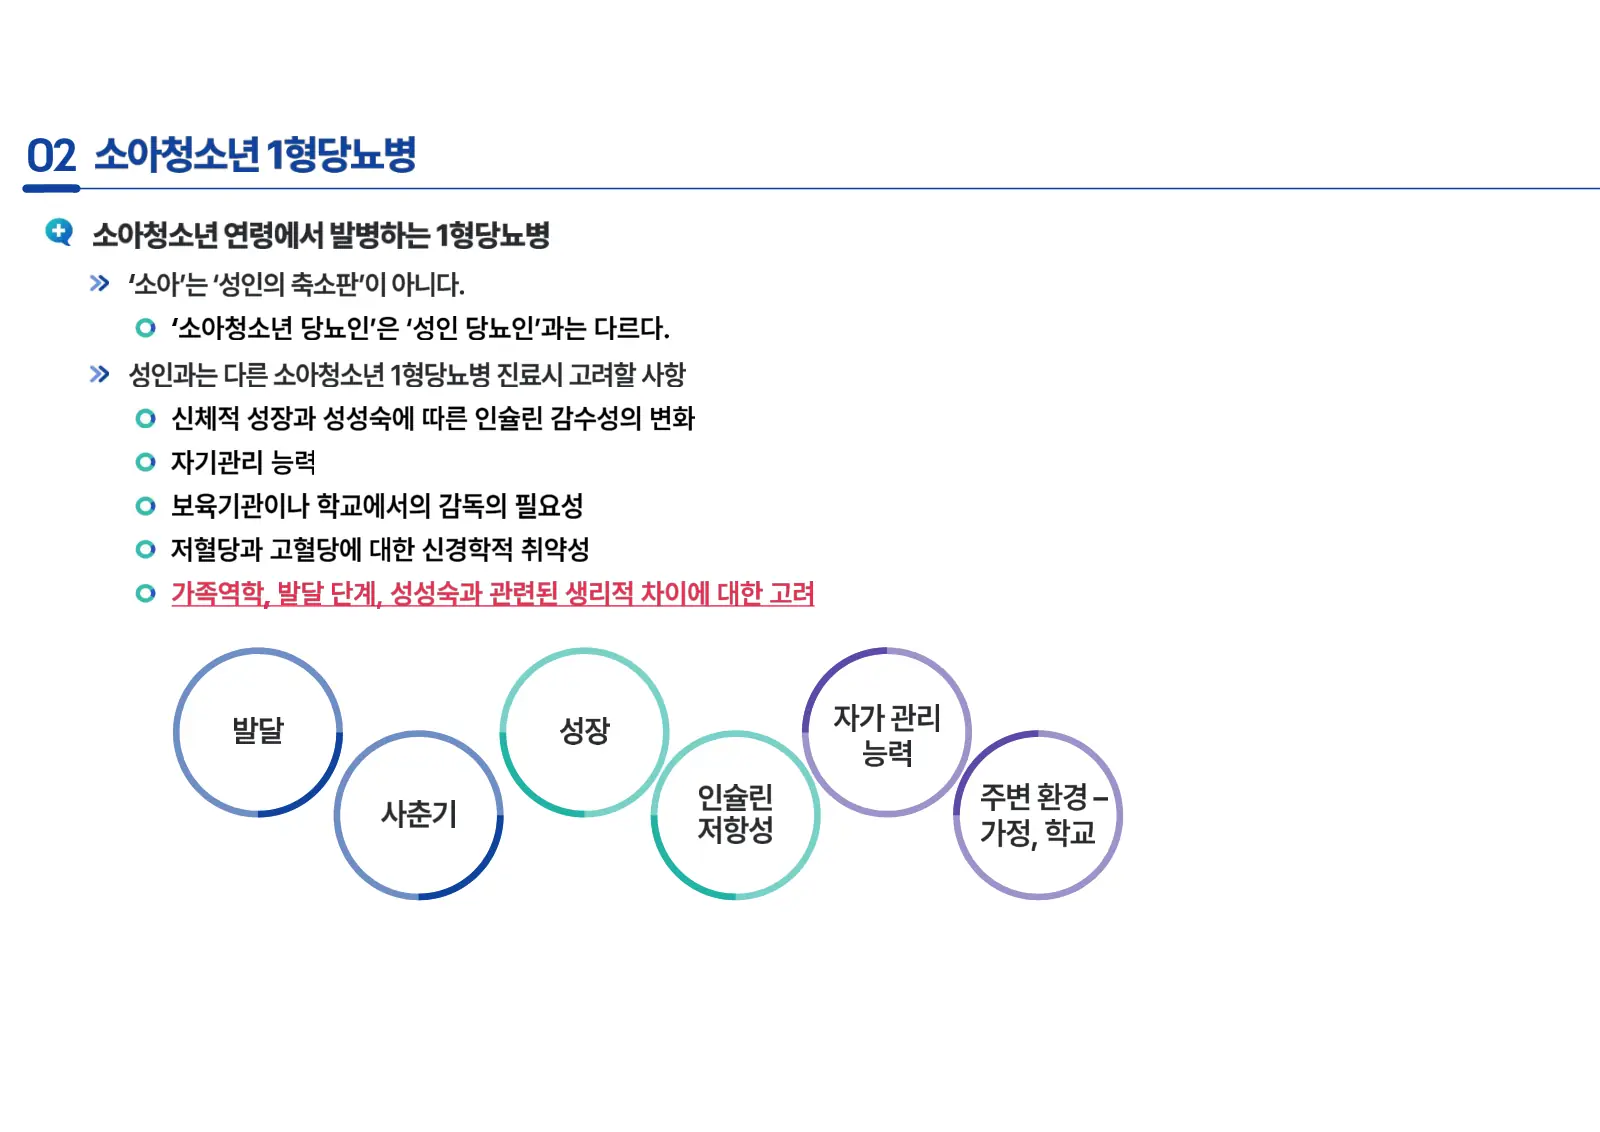 02 소아청소년 1형당뇨병
소아청소년 연령에서 발병하는 1형당뇨병
‘소아’는 ‘성인의 축소판’이 아니다.
‘소아청소년 당뇨인’은 ‘성인 당뇨인’과는 다르다.
성인과는 다른 소아청소년 1형당뇨병 진료시 고려할 사항
신체적 성장과 성성숙에 따른 인슐린 감수성의 변화
자기관리 능력
보육기관이나 학교에서의 감독의 필요성
저혈당과 고혈당에 대한 신경학적 취약성
가족역학, 발달 단계, 성성숙과 관련된 생리적 차이에 대한 고려
발달
사춘기
성장
인슐린
저항성
자가 관리
능력
주변 환경 –
가정, 학교